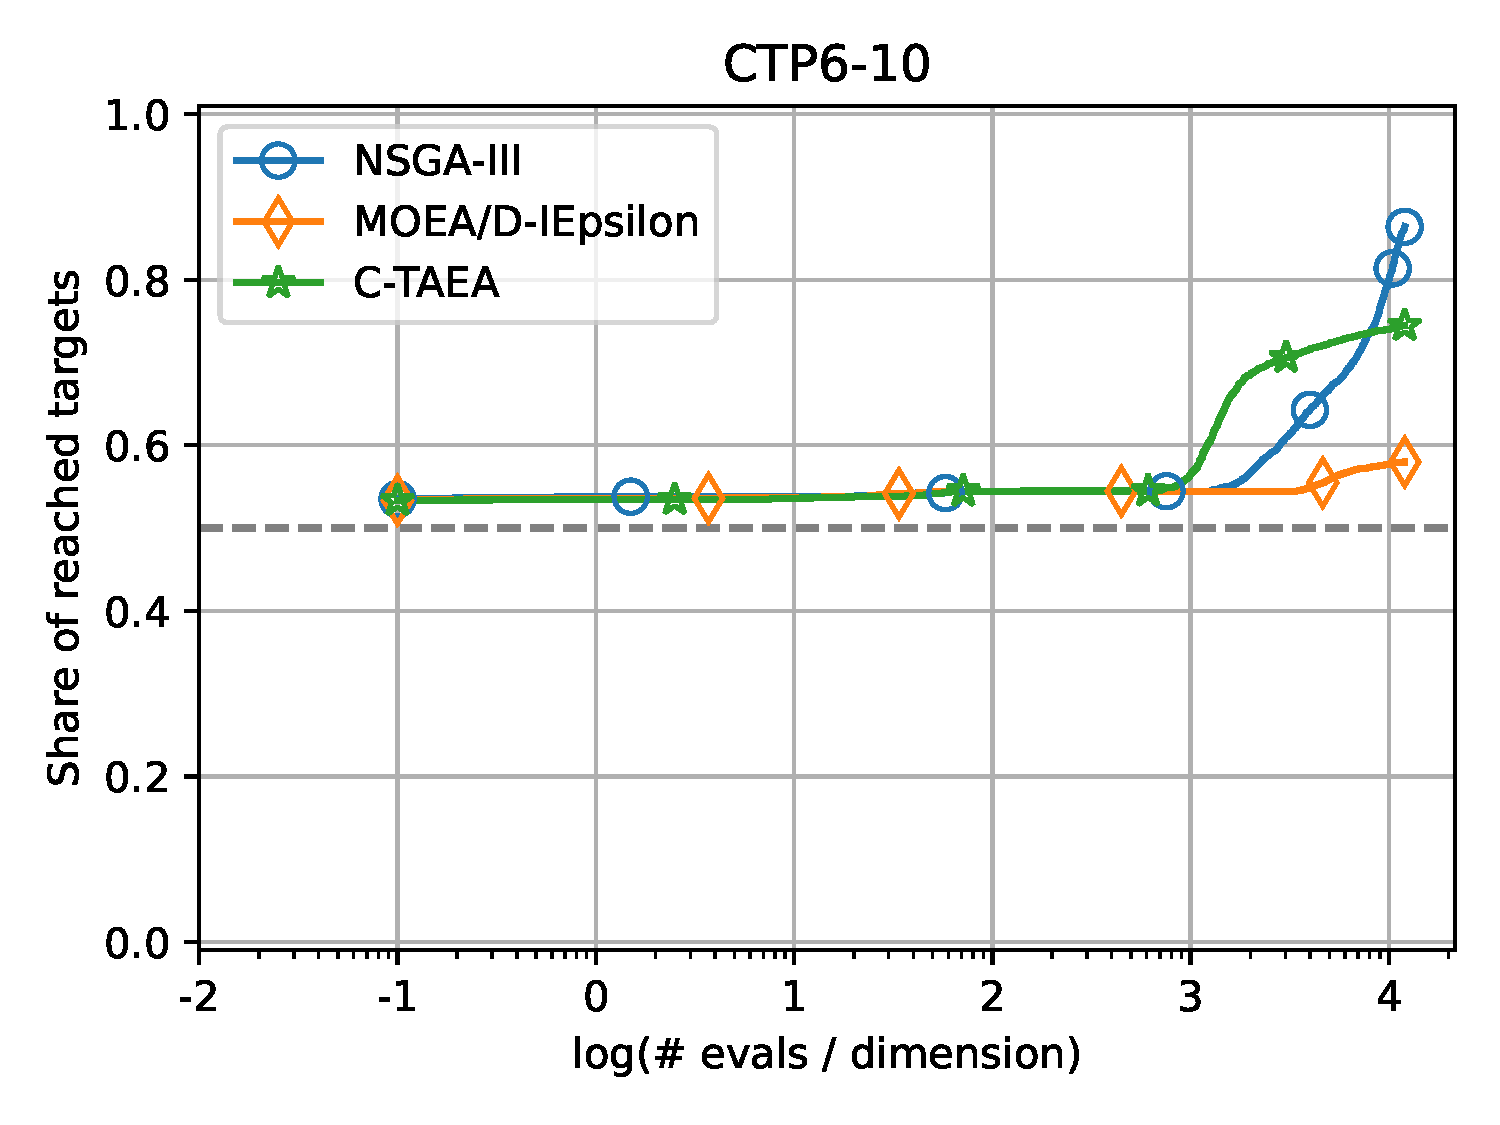 CTP6-10
1.0
0.8
0.6
0.4
0.2
0.0
Share of reached targets
NSGA-III
MOEA/D-IEpsilon
C-TAEA
-2 -1 0 1 2 3 4
log(# evals / dimension)